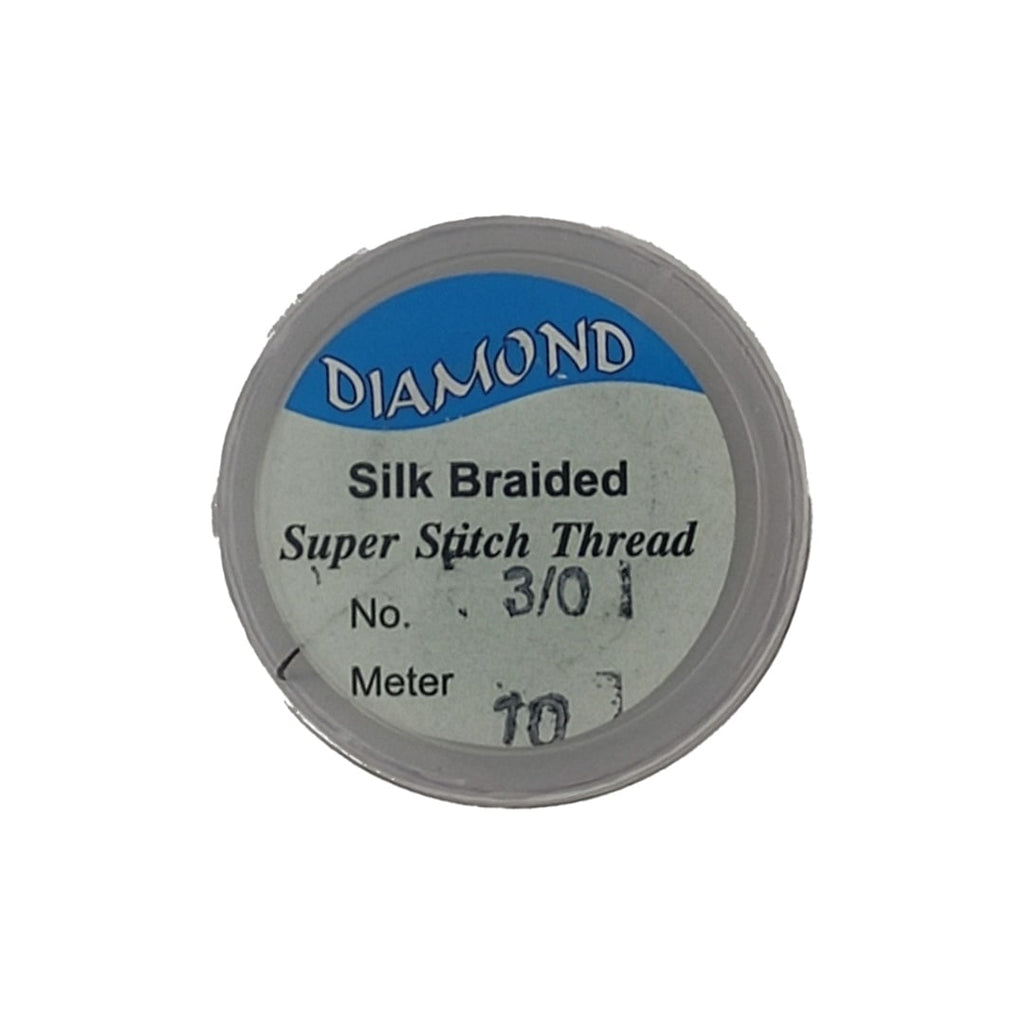 DIAMOND
Silk Braided
Super Stitch Thread
No. 3/0
Meter 10